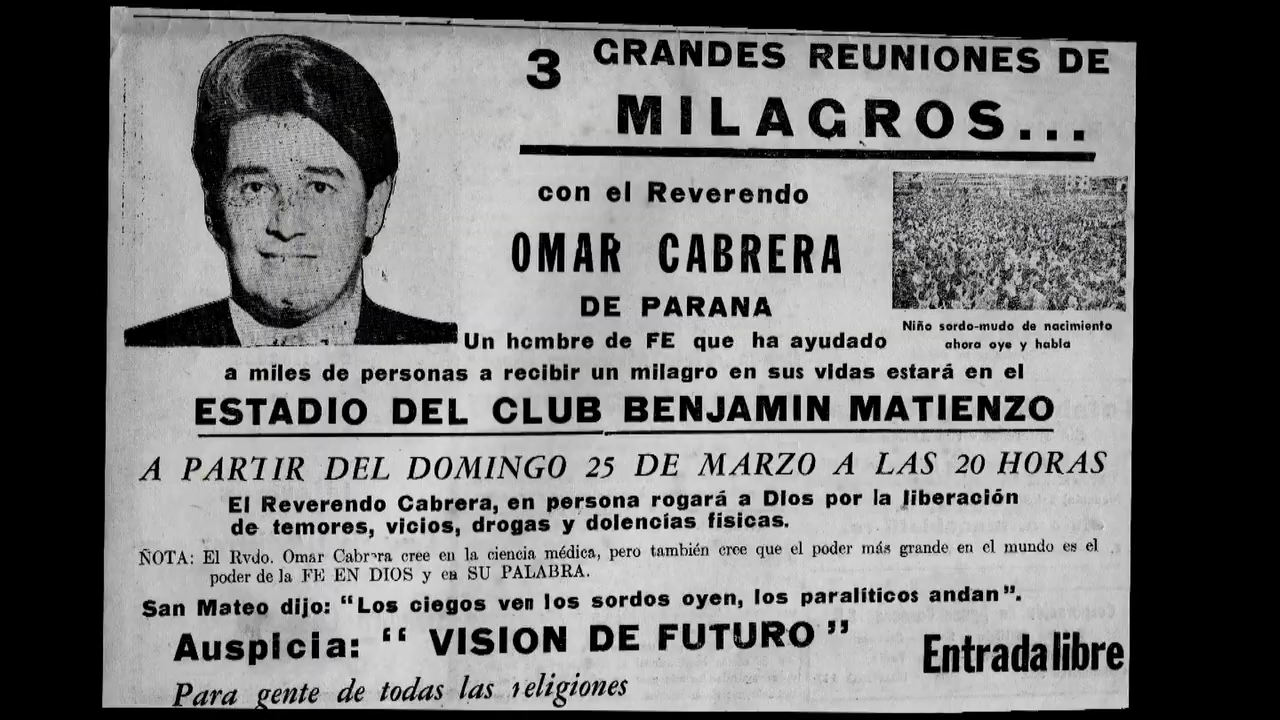 3 GRANDES REUNIONES DE
MILAGROS...
con el Reverendo
OMAR CABRERA
DE PARANA
Niño sordo-mudo de nacimiento
ahora oye y habla
Un hombre de FE que ha ayudado
a miles de personas a recibir un milagro en sus vidas estará en el
ESTADIO DEL CLUB BENJAMIN MATIENZO
A PARTIR DEL DOMINGO 25 DE MARZO A LAS 20 HORAS
El Reverendo Cabrera, en persona rogará a Dios por la liberación
de temores, vicios, drogas y dolencias fisicas.
NOTA: El Rvdo. Omar Cabrera cree en la ciencia médica, pero también cree que el poder más grande en el mundo es el
poder de la FE EN DIOS y en SU PALABRA.
San Mateo dijo: “Los ciegos ven los sordos oyen, los paralíticos andan”.
Auspicia: “ VISION DE FUTURO ”
Entrada libre
Para gente de todas las religiones